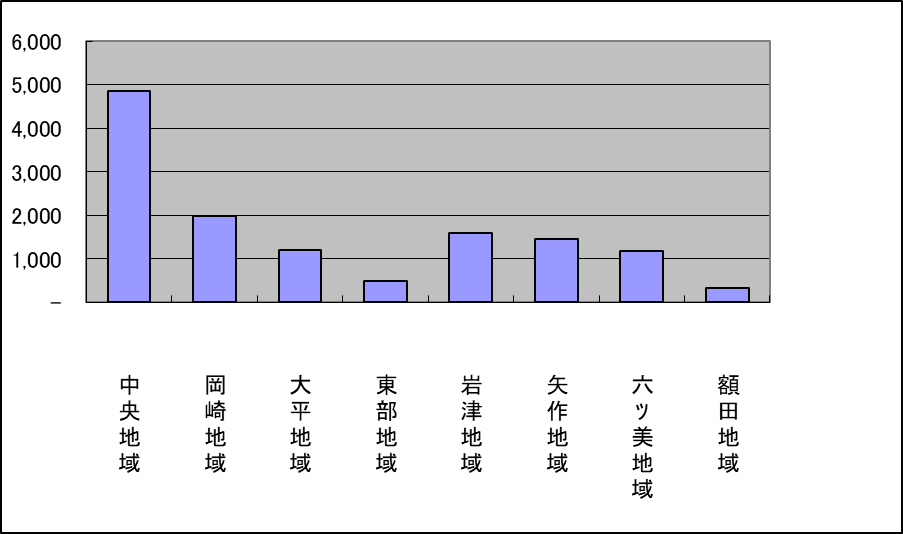 6,000
5,000
4,000
3,000
2,000
1,000
–
中央地域
岡崎地域
大平地域
東部地域
岩津地域
矢作地域
六ッ美地域
額田地域